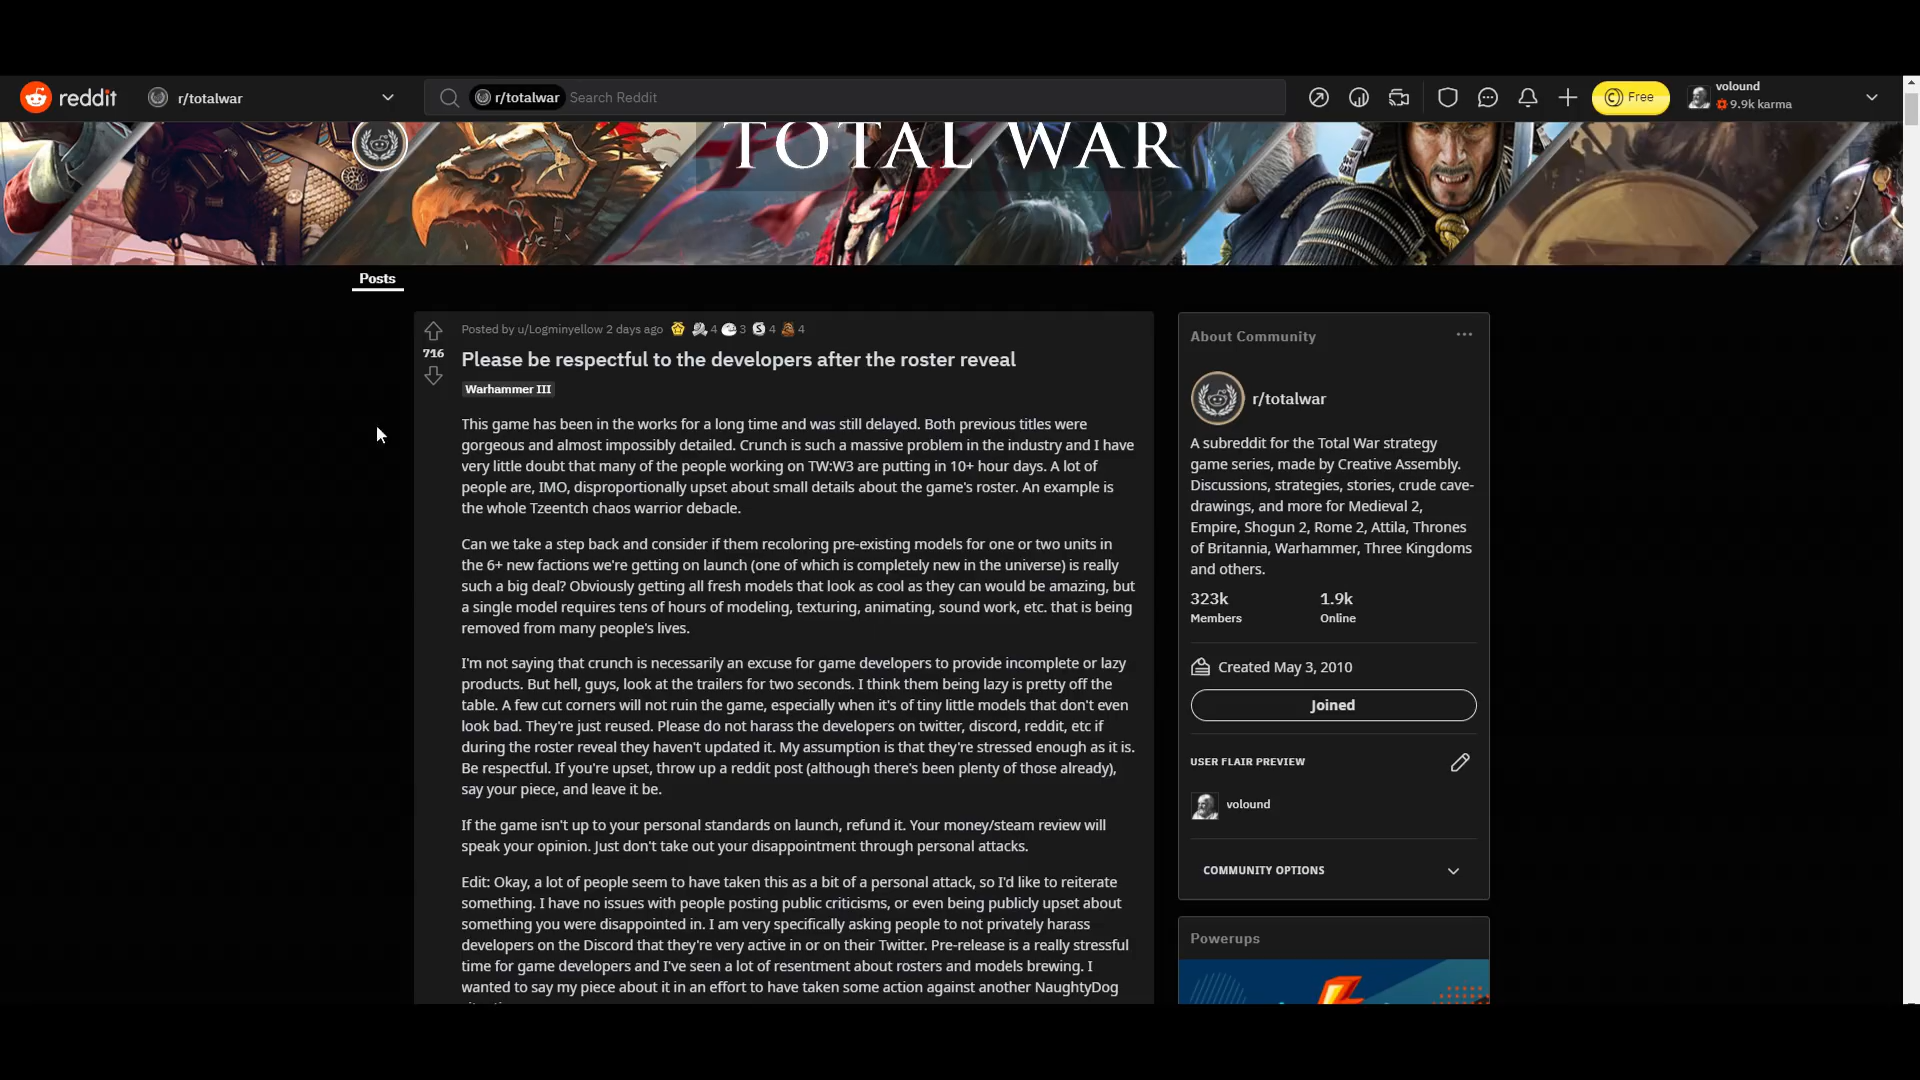 reddit
r/totalwar
r/totalwar Search Reddit
Free
volound
9.9k karma
TOTAL WAR
Posts
Posted by u/Logminyellow 2 days ago 4 3 4 4
716
Please be respectful to the developers after the roster reveal
Warhammer III
This game has been in the works for a long time and was still delayed. Both previous titles were
gorgeous and almost impossibly detailed. Crunch is such a massive problem in the industry and I have
very little doubt that many of the people working on TW:W3 are putting in 10+ hour days. A lot of
people are, IMO, disproportionally upset about small details about the game's roster. An example is
the whole Tzeentch chaos warrior debacle.
Can we take a step back and consider if them recoloring pre-existing models for one or two units in
the 6+ new factions we're getting on launch (one of which is completely new in the universe) is really
such a big deal? Obviously getting all fresh models that look as cool as they can would be amazing, but
a single model requires tens of hours of modeling, texturing, animating, sound work, etc. that is being
removed from many people's lives.
I'm not saying that crunch is necessarily an excuse for game developers to provide incomplete or lazy
products. But hell, guys, look at the trailers for two seconds. I think them being lazy is pretty off the
table. A few cut corners will not ruin the game, especially when it's of tiny little models that don't even
look bad. They're just reused. Please do not harass the developers on twitter, discord, reddit, etc if
during the roster reveal they haven't updated it. My assumption is that they're stressed enough as it is.
Be respectful. If you're upset, throw up a reddit post (although there's been plenty of those already),
say your piece, and leave it be.
If the game isn't up to your personal standards on launch, refund it. Your money/steam review will
speak your opinion. Just don't take out your disappointment through personal attacks.
Edit: Okay, a lot of people seem to have taken this as a bit of a personal attack, so I'd like to reiterate
something. I have no issues with people posting public criticisms, or even being publicly upset about
something you were disappointed in. I am very specifically asking people to not privately harass
developers on the Discord that they're very active in or on their Twitter. Pre-release is a really stressful
time for game developers and I've seen a lot of resentment about rosters and models brewing. I
wanted to say my piece about it in an effort to have taken some action against another NaughtyDog
About Community
r/totalwar
A subreddit for the Total War strategy
game series, made by Creative Assembly.
Discussions, strategies, stories, crude cave-
drawings, and more for Medieval 2,
Empire, Shogun 2, Rome 2, Attila, Thrones
of Britannia, Warhammer, Three Kingdoms
and others.
323k 1.9k
Members Online
Created May 3, 2010
Joined
USER FLAIR PREVIEW
volound
COMMUNITY OPTIONS
Powerups